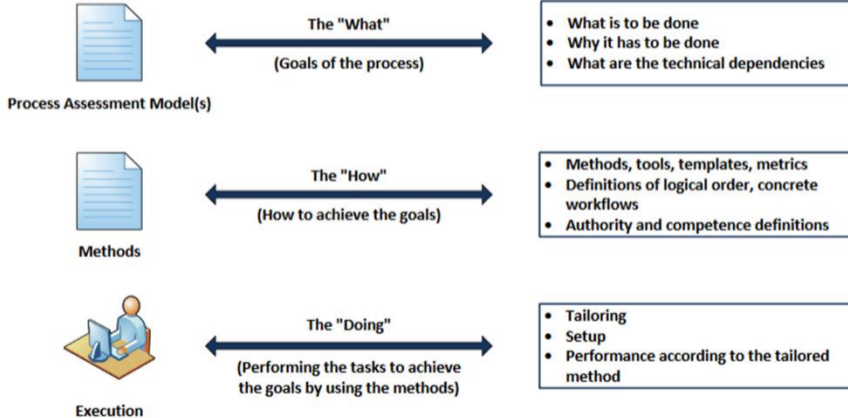 The "What"
(Goals of the process)
Process Assessment Model(s)
• What is to be done
• Why it has to be done
• What are the technical dependencies
The "How"
(How to achieve the goals)
Methods
• Methods, tools, templates, metrics
• Definitions of logical order, concrete
workflows
• Authority and competence definitions
The "Doing"
(Performing the tasks to achieve
the goals by using the methods)
Execution
• Tailoring
• Setup
• Performance according to the tailored
method